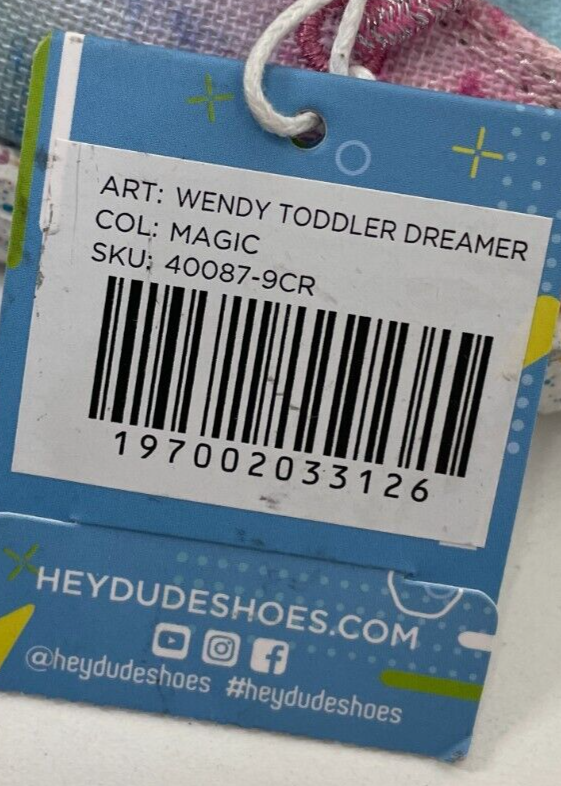 ART: WENDY TODDLER DREAMER
COL: MAGIC
SKU: 40087-9CR
197002033126
HEYDUDESHOES.COM
@heydudeshoes #heydudeshoes